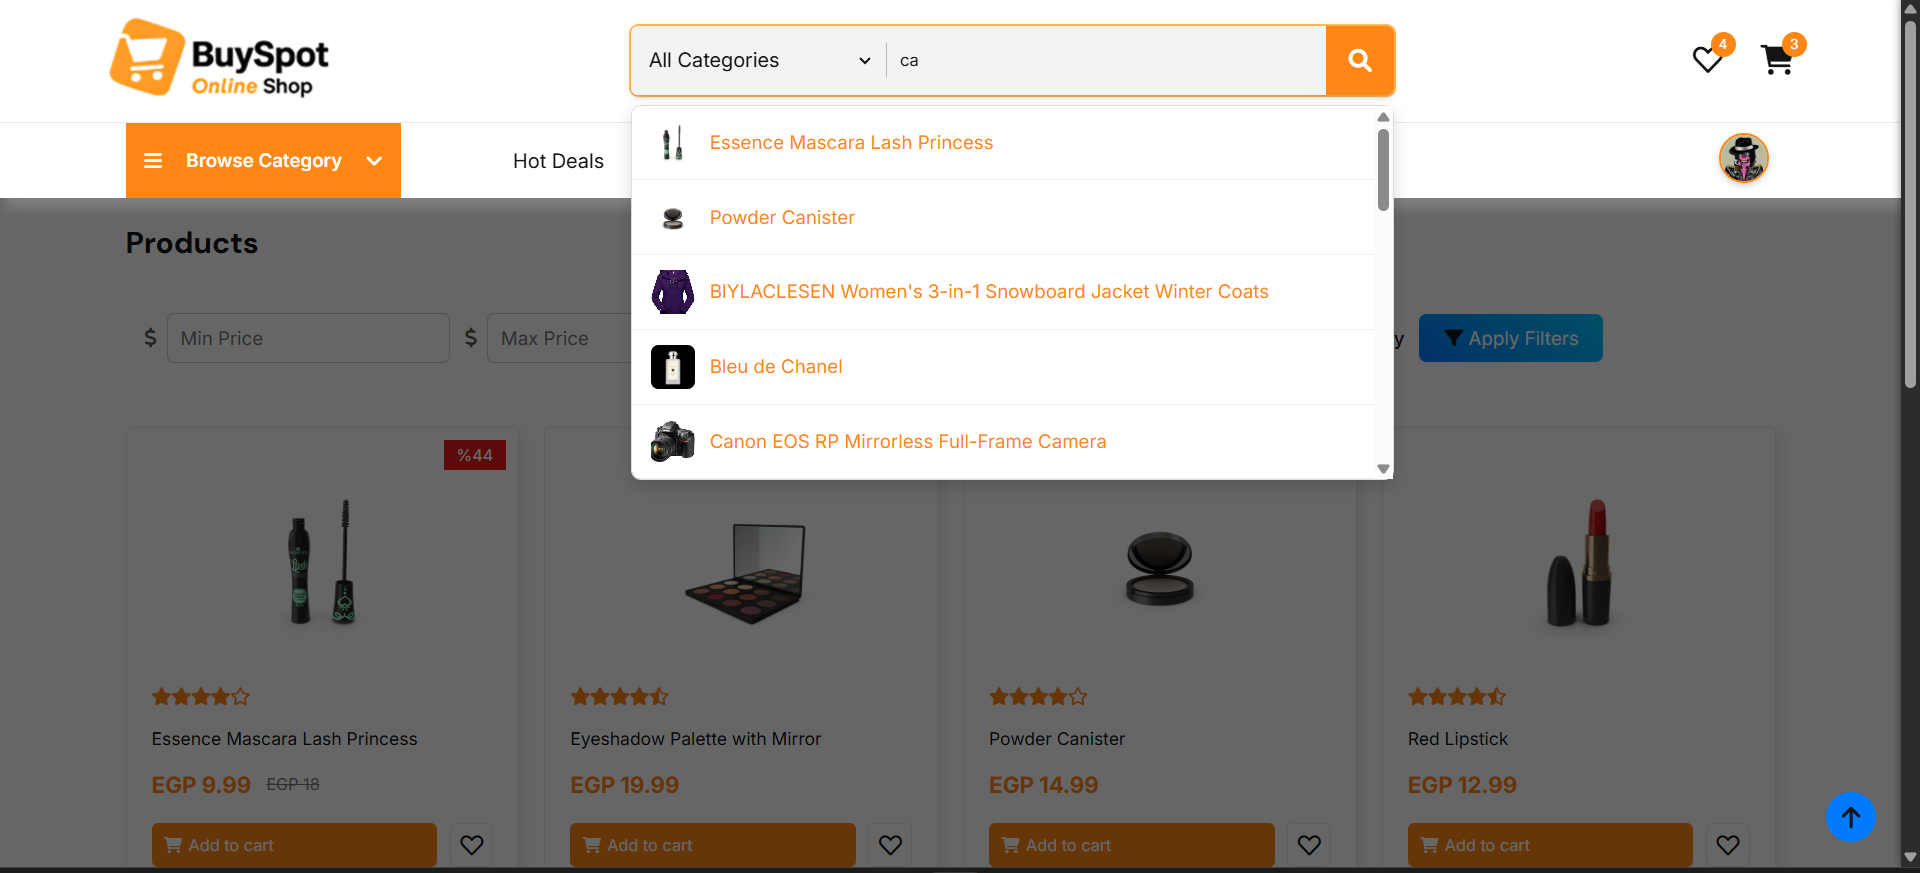 BuySpot
Online Shop
All Categories
ca
4
3
Browse Category
Hot Deals
Essence Mascara Lash Princess
Powder Canister
BIYLACLESEN Women's 3-in-1 Snowboard Jacket Winter Coats
Bleu de Chanel
Canon EOS RP Mirrorless Full-Frame Camera
Products
$ Min Price
$ Max Price
y
Apply Filters
%44
Essence Mascara Lash Princess
EGP 9.99 EGP 18
Add to cart
Eyeshadow Palette with Mirror
EGP 19.99
Add to cart
Powder Canister
EGP 14.99
Add to cart
Red Lipstick
EGP 12.99
Add to cart